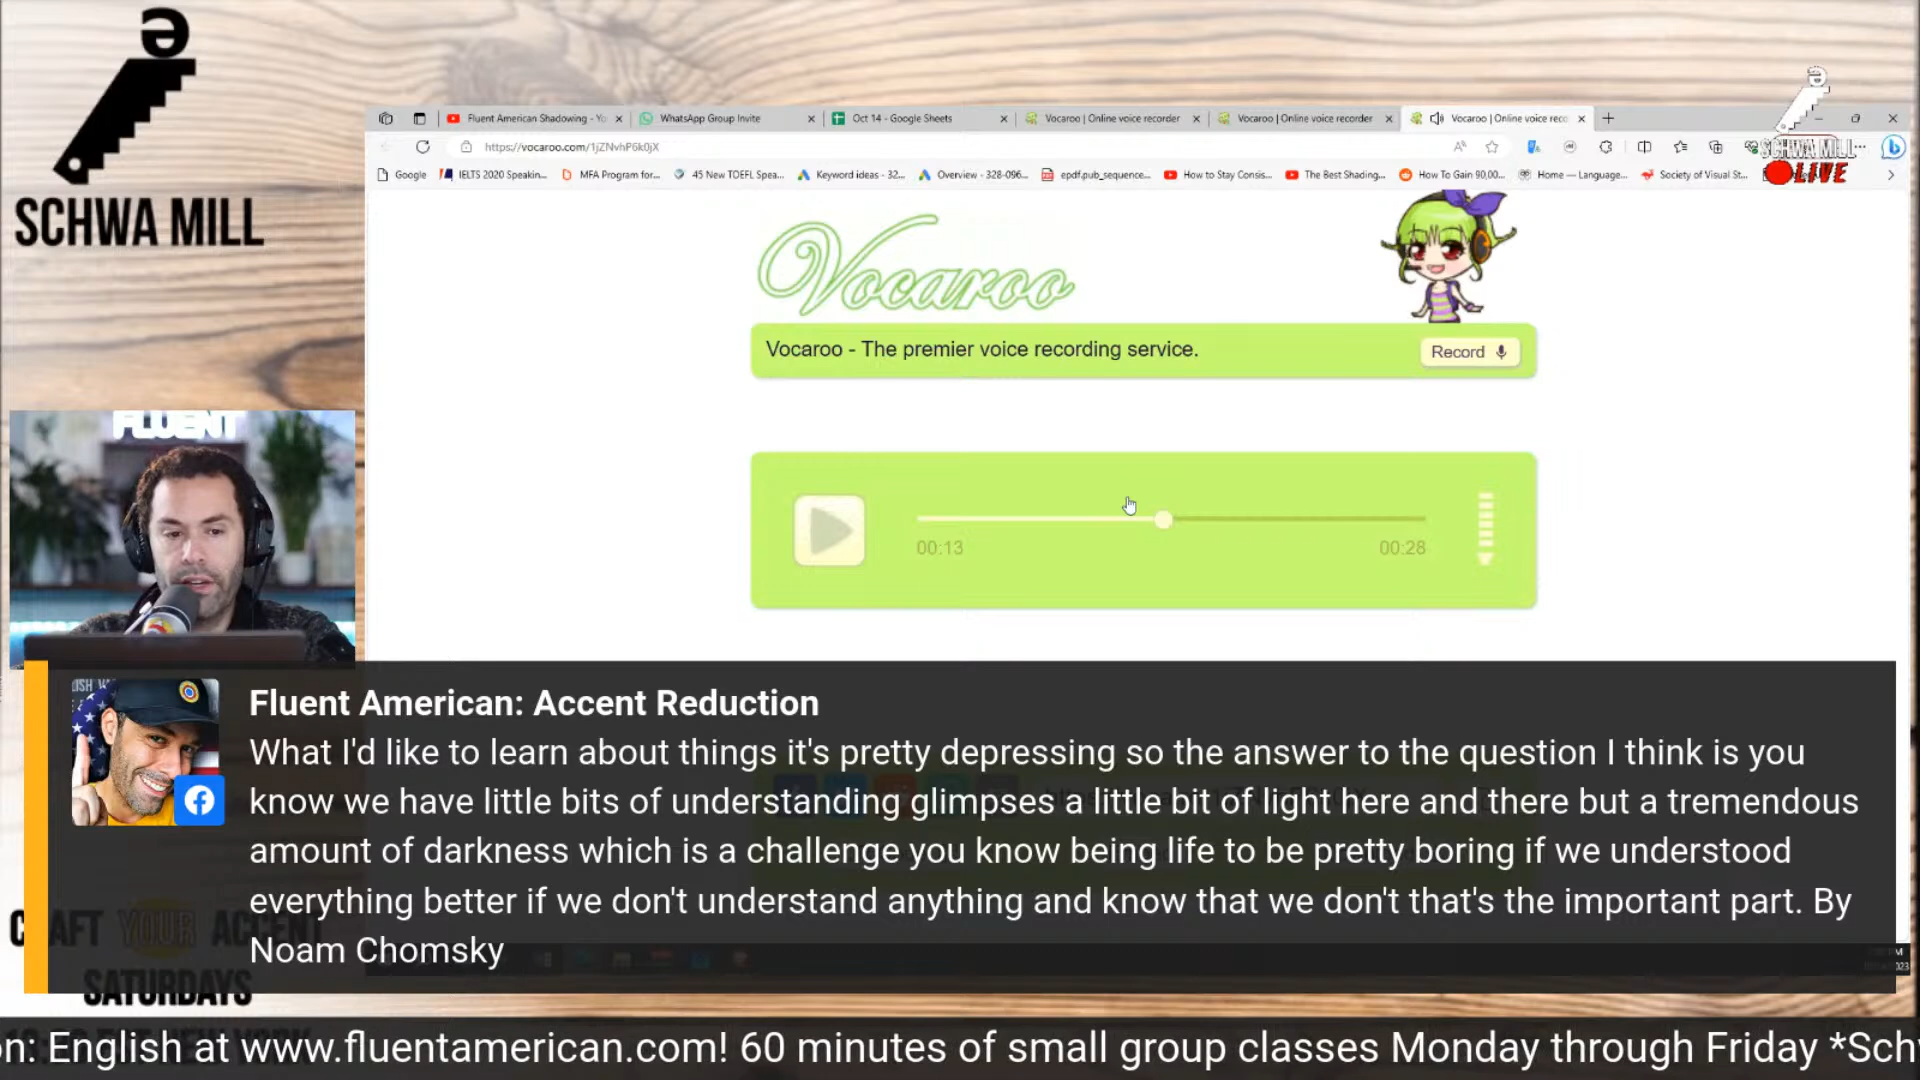 ə
SCHWA MILL
Fluent American Shadowing - Yo
WhatsApp Group Invite
Oct 14 - Google Sheets
Vocaroo | Online voice recorder
Vocaroo | Online voice recorder
Vocaroo | Online voice reco
https://vocaroo.com/1jZNvhP6k0jX
ə
SCHWA MILL
LIVE
Google
IELTS 2020 Speakin...
MFA Program for...
45 New TOEFL Spea...
Keyword ideas - 32...
Overview - 328-096...
epdf.pub_sequence...
How to Stay Consis...
The Best Shading...
How To Gain 90,00...
Home — Language...
Society of Visual St...
Vocaroo
Vocaroo - The premier voice recording service.
Record
00:13
00:28
FLUENT
Fluent American: Accent Reduction
What I'd like to learn about things it's pretty depressing so the answer to the question I think is you
know we have little bits of understanding glimpses a little bit of light here and there but a tremendous
amount of darkness which is a challenge you know being life to be pretty boring if we understood
everything better if we don't understand anything and know that we don't that's the important part. By
Noam Chomsky
CRAFT YOUR ACCENT
SATURDAYS
on: English at www.fluentamerican.com! 60 minutes of small group classes Monday through Friday *Schw